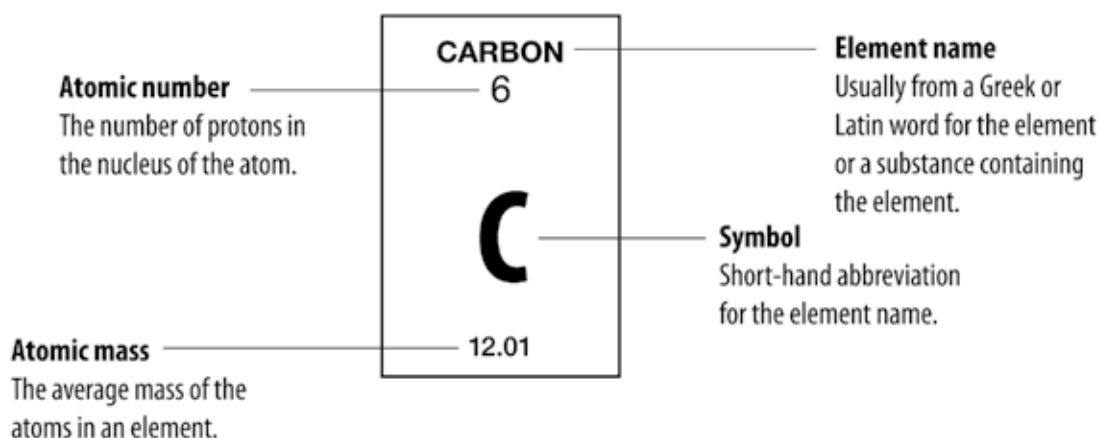 CARBON
6
C
12.01
Atomic number
The number of protons in
the nucleus of the atom.
Atomic mass
The average mass of the
atoms in an element.
Element name
Usually from a Greek or
Latin word for the element
or a substance containing
the element.
Symbol
Short-hand abbreviation
for the element name.